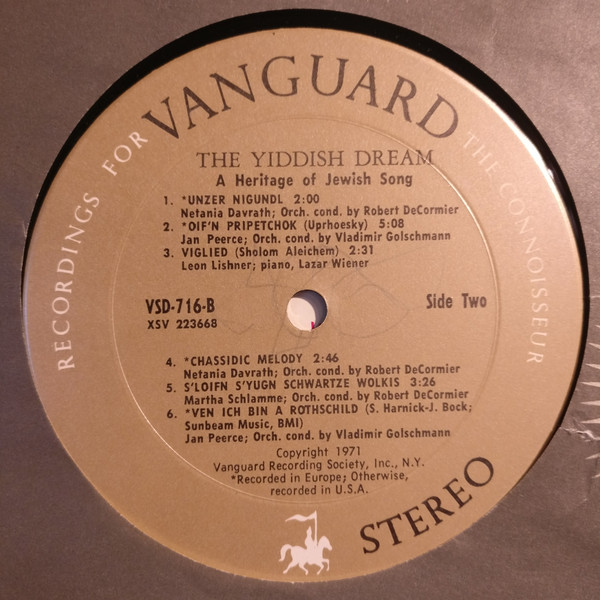 RECORDINGS FOR VANGUARD THE CONNOISSEUR
THE YIDDISH DREAM
A Heritage of Jewish Song
1. *UNZER NIGUNDL 2:00
Netania Davrath; Orch. cond. by Robert DeCormier
2. *OIF'N PRIPETCHOK (Uprhoesky) 5:08
Jan Peerce; Orch. cond. by Vladimir Golschmann
3. VIGLIED (Sholom Aleichem) 2:31
Leon Lishner; piano, Lazar Wiener
VSD-716-B
XSV 223668
Side Two
4. *CHASSIDIC MELODY 2:46
Netania Davrath; Orch. cond. by Robert DeCormier
5. S'LOIFN S'YUGN SCHWARTZE WOLKIS 3:26
Martha Schlamme; Orch. cond. by Robert DeCormier
6. *VEN ICH BIN A ROTHSCHILD (S. Harnick-J. Bock;
Sunbeam Music, BMI)
Jan Peerce; Orch. cond. by Vladimir Golschmann
Copyright 1971
Vanguard Recording Society, Inc., N.Y.
*Recorded in Europe; Otherwise,
recorded in U.S.A.
STEREO